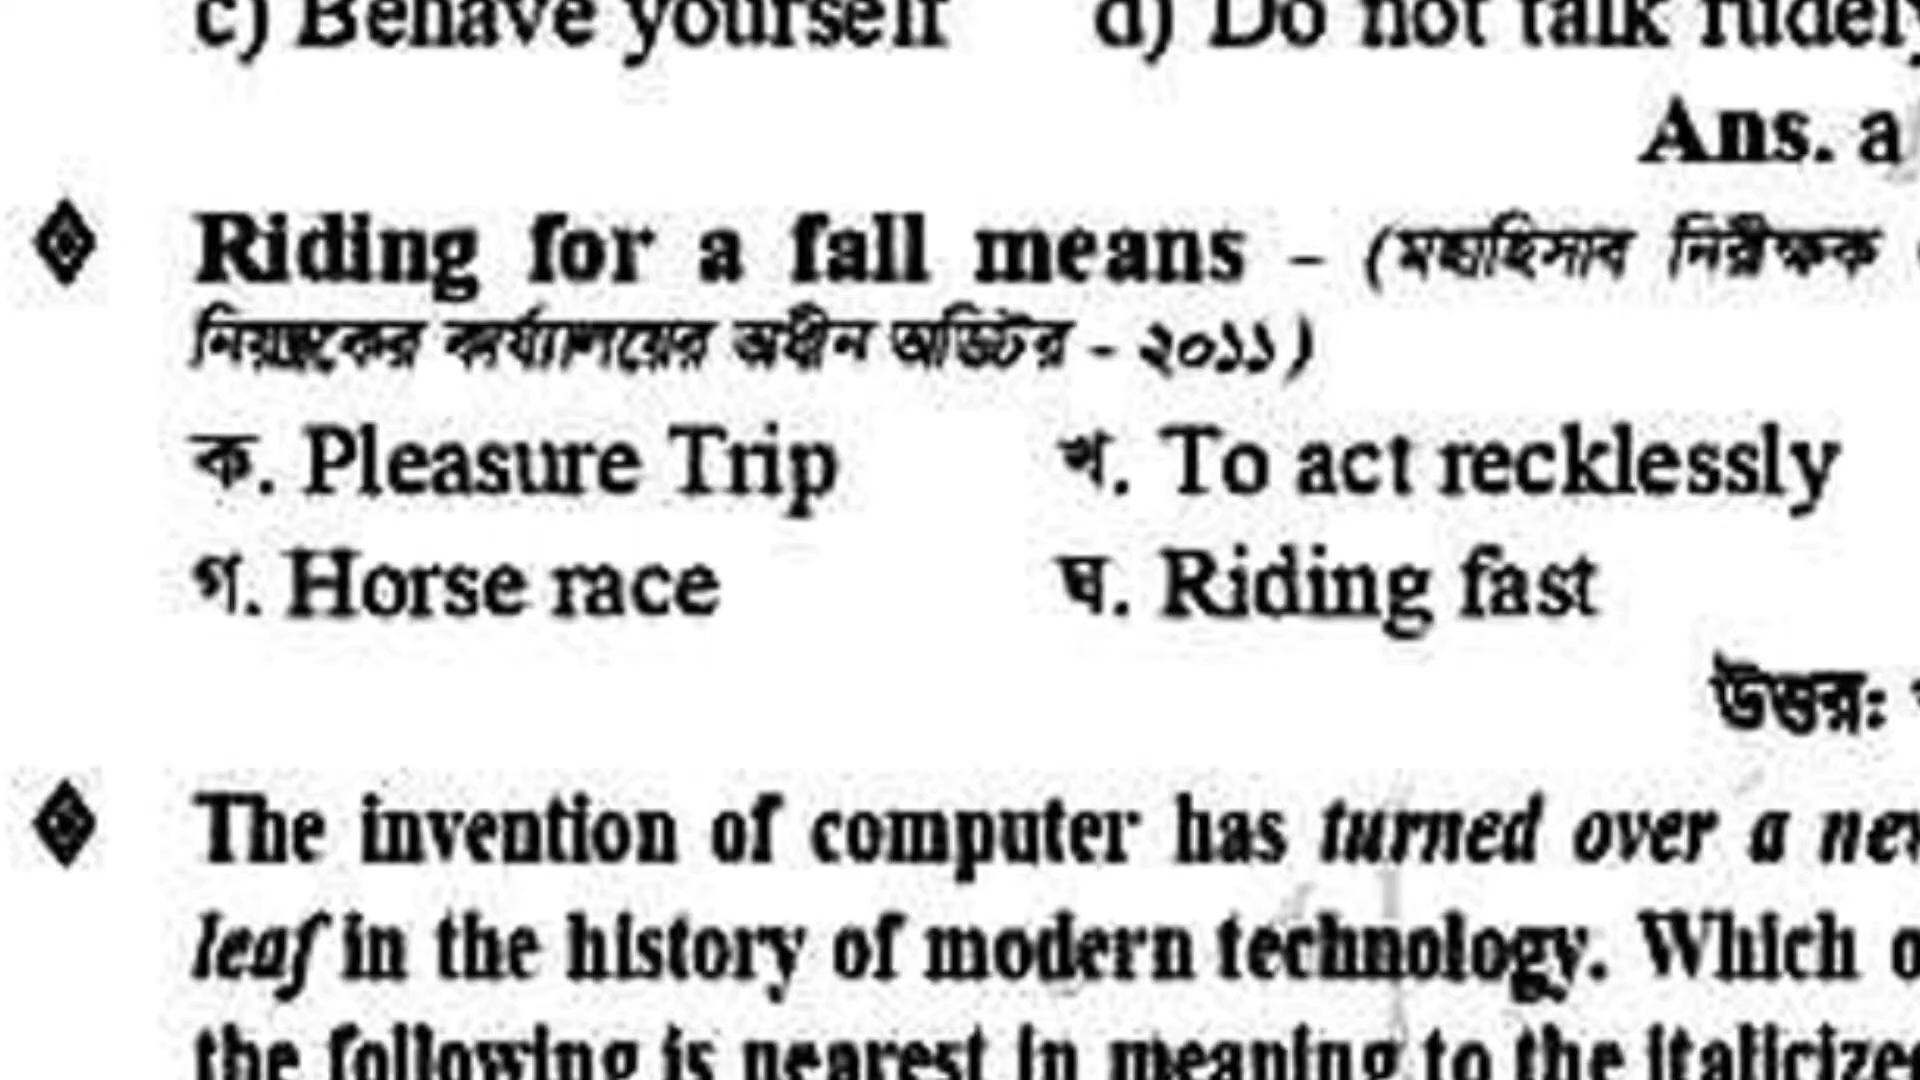 c) Behave yourself d) Do not talk rudely
Ans. a
Riding for a fall means – (মহাহিসাব নিরীক্ষক
নিয়ন্ত্রকের কার্যালয়ের অধীন অডিটর - ২০১১)
ক. Pleasure Trip খ. To act recklessly
গ. Horse race ঘ. Riding fast
উত্তরঃ
The invention of computer has turned over a new
leaf in the history of modern technology. Which
the following is nearest in meaning to the italicized